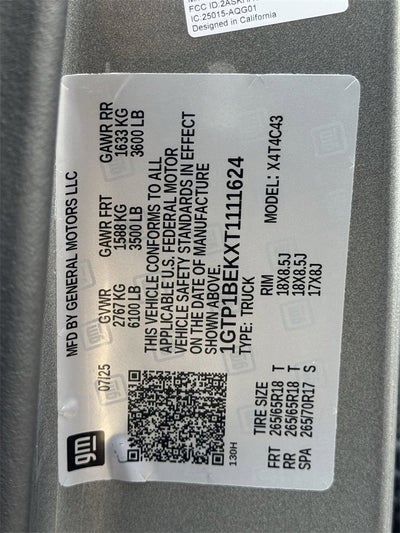 FCC ID:2ASKH
IC:25015-AQG01
Designed in California
gm
MFD BY GENERAL MOTORS LLC
07/25
GVWR GAWR FRT GAWR RR
2767 KG 1588 KG 1633 KG
6100 LB 3500 LB 3600 LB
THIS VEHICLE CONFORMS TO ALL
APPLICABLE U.S. FEDERAL MOTOR
VEHICLE SAFETY STANDARDS IN EFFECT
ON THE DATE OF MANUFACTURE
SHOWN ABOVE.
1GTP1BEKXT1111624
TYPE: TRUCK MODEL: X4T4C43
130H
TIRE SIZE RIM
FRT 265/65R18 T 18X8.5J
RR 265/65R18 T 18X8.5J
SPA 265/70R17 S 17X8J